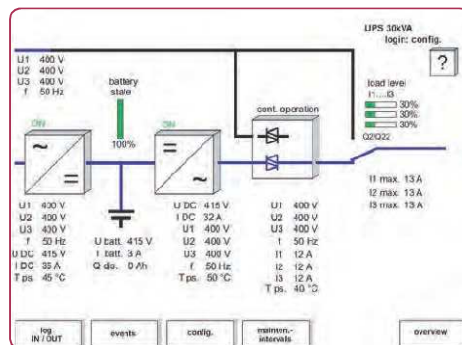 UPS 30kVA
login: config.
?
U1 400 V
U2 400 V
U3 400 V
f 50 Hz
battery
state
100%
cent. operation
load level
I1....I3
30%
30%
30%
Q2IQ22
ON
~
=
ON
=
~
I1 max. 13 A
I2 max. 13 A
I3 max. 13 A
U1 400 V
U2 400 V
U3 400 V
f 50 Hz
U DC 415 V
I DC 35 A
T ps. 45 °C
U batt. 415 V
I batt. 3 A
Q dis. 0 Ah
U DC 415 V
I DC 32 A
U1 400 V
U2 400 V
U3 400 V
f 50 Hz
T ps. 50 °C
U1 400 V
U2 400 V
U3 400 V
f 50 Hz
I1 12 A
I2 12 A
I3 12 A
T ps. 40 °C
log
IN / OUT
events
config.
mainten.-
intervals
overview